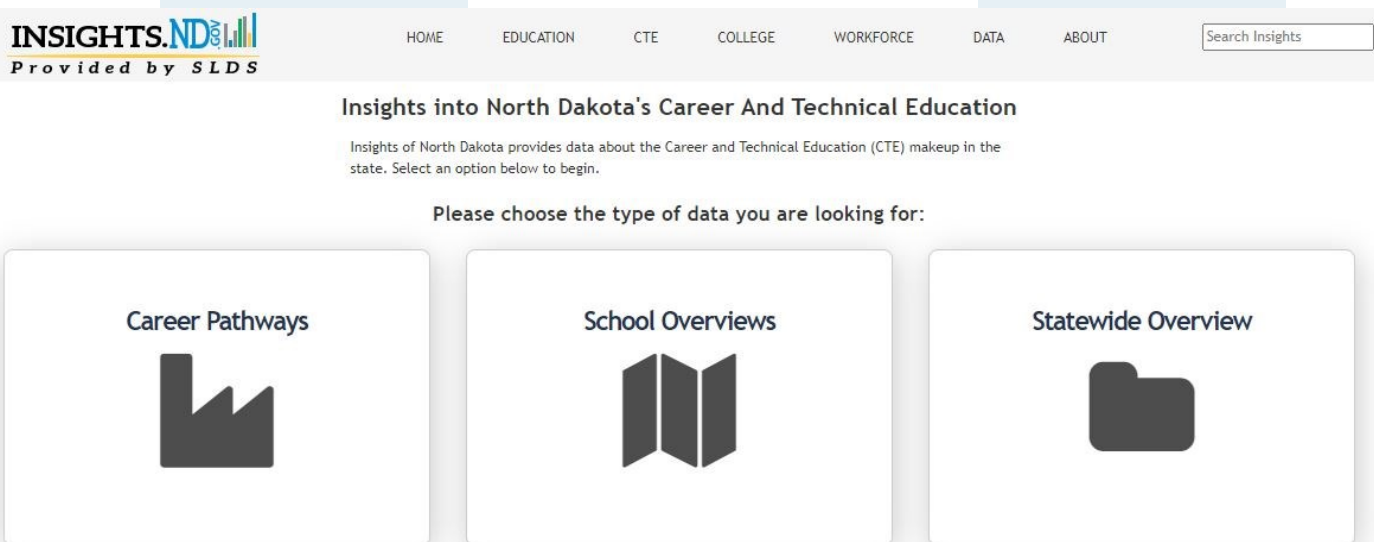 INSIGHTS.ND.GOV
Provided by SLDS
HOME EDUCATION CTE COLLEGE WORKFORCE DATA ABOUT Search Insights
Insights into North Dakota's Career And Technical Education
Insights of North Dakota provides data about the Career and Technical Education (CTE) makeup in the
state. Select an option below to begin.
Please choose the type of data you are looking for:
Career Pathways School Overviews Statewide Overview